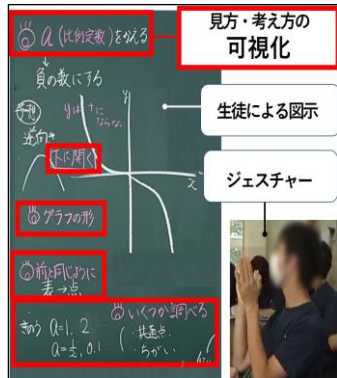 見方・考え方の
可視化
生徒による図示
ジェスチャー
a (比例定数)をかえる
↓
負の数にする
予想
yは+に
ならない
逆向き
下に開く
y
x
グラフの形
前と同じように
表→点
きのう a=1, 2
a=½, 0.1
いくつか調べる
・共通点
・ちがい